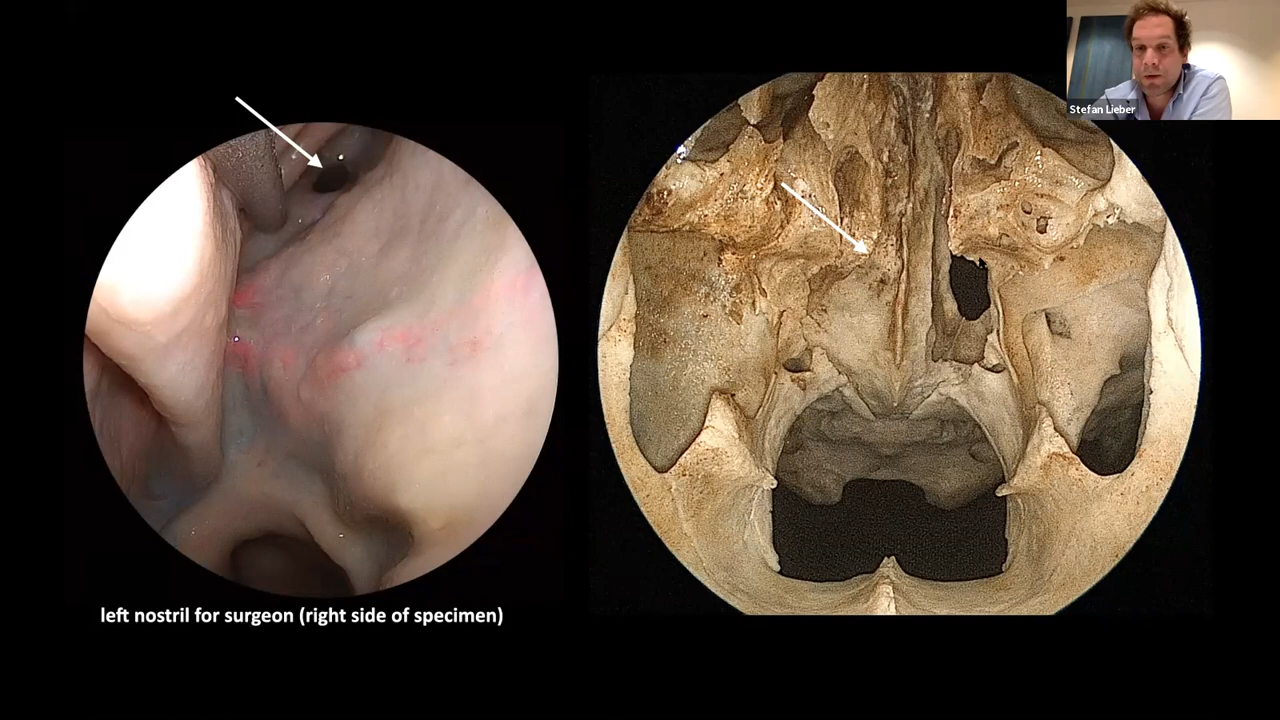 Stefan Lieber
left nostril for surgeon (right side of specimen)